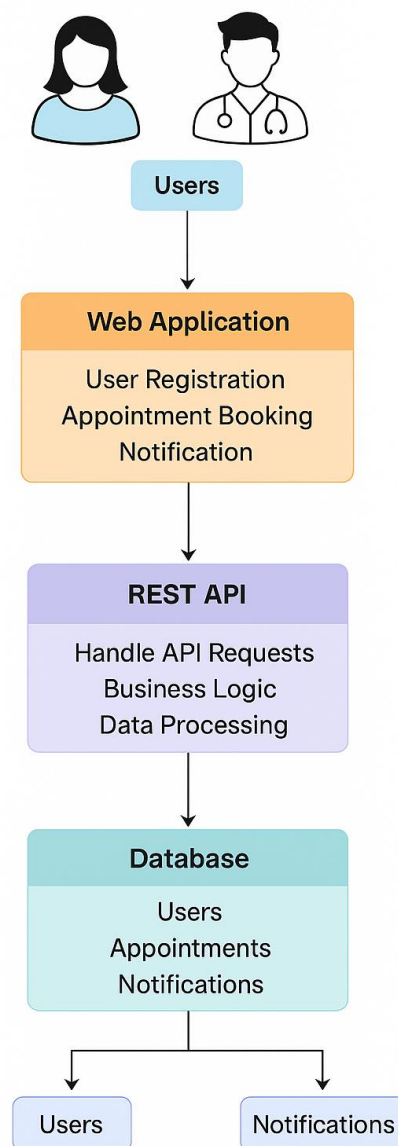 Users
Web Application
User Registration
Appointment Booking
Notification
REST API
Handle API Requests
Business Logic
Data Processing
Database
Users
Appointments
Notifications
Users
Notifications